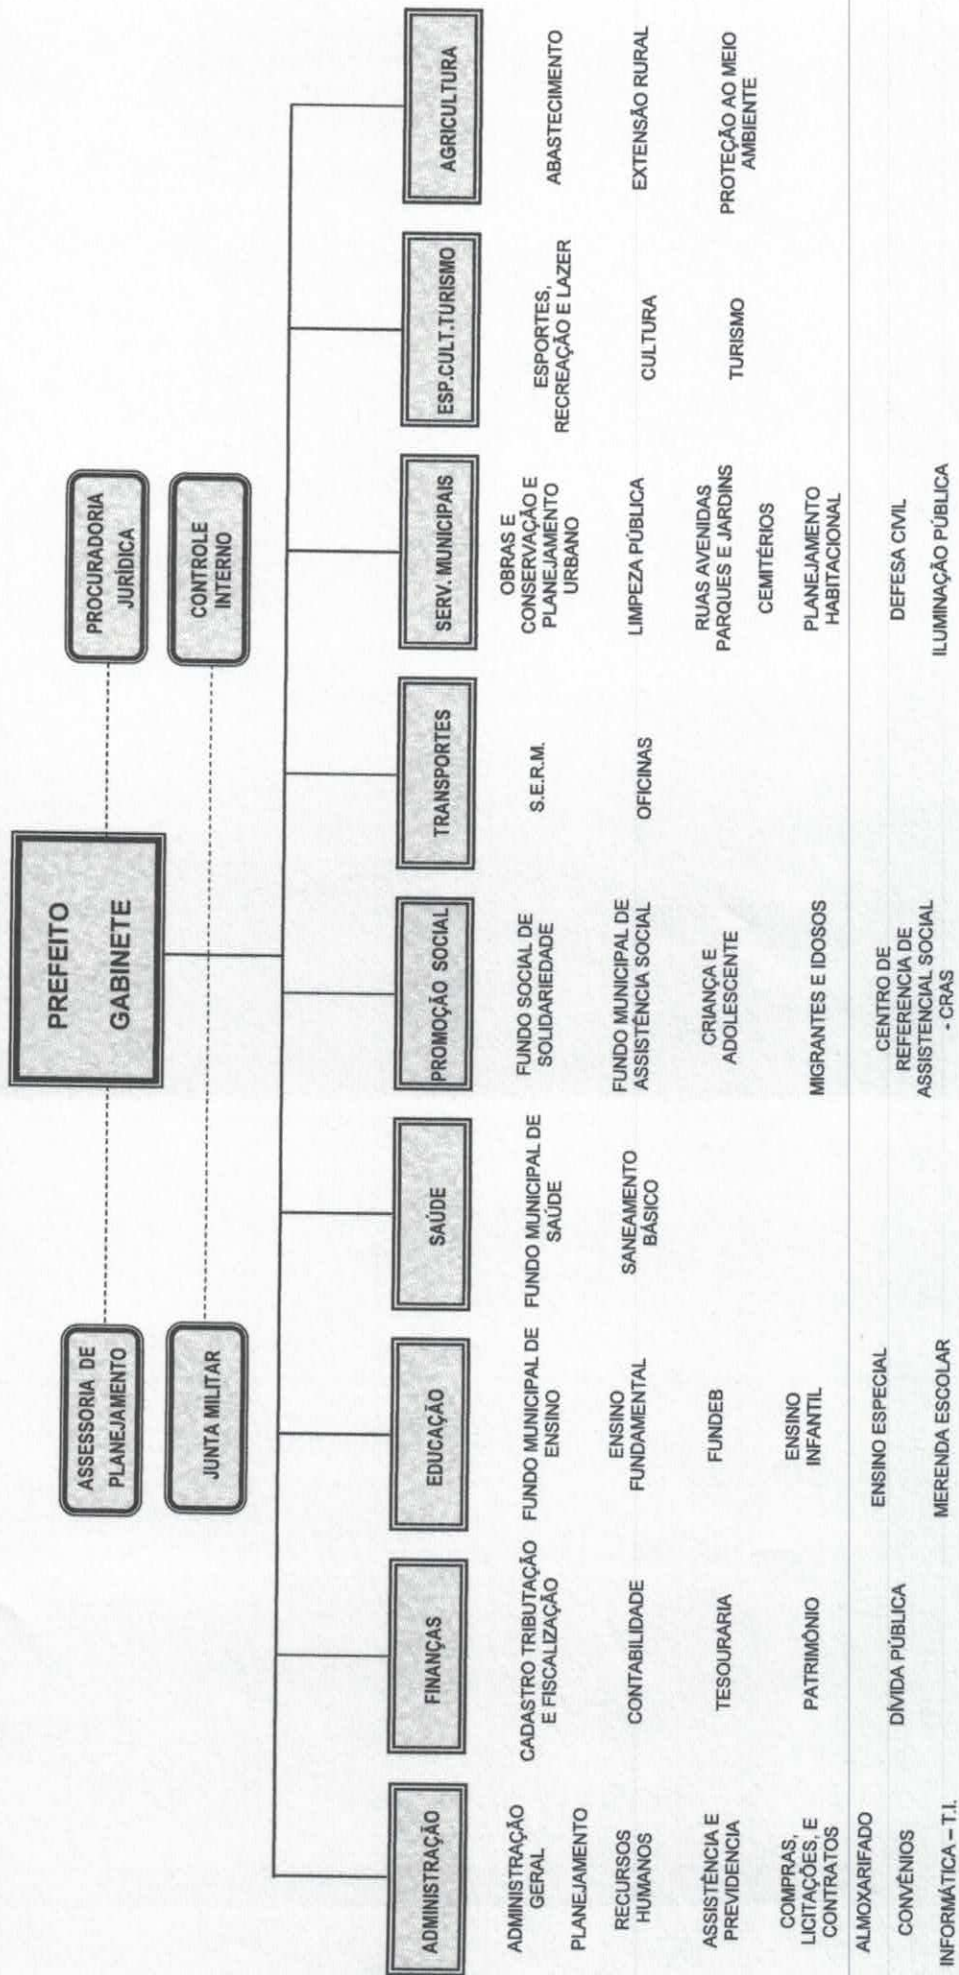 PREFEITO
GABINETE
ASSESSORIA DE
PLANEJAMENTO
PROCURADORIA
JURÍDICA
JUNTA MILITAR
CONTROLE
INTERNO
ADMINISTRAÇÃO
ADMINISTRAÇÃO
GERAL
PLANEJAMENTO
RECURSOS
HUMANOS
ASSISTÊNCIA E
PREVIDENCIA
COMPRAS,
LICITAÇÕES, E
CONTRATOS
ALMOXARIFADO
CONVÊNIOS
INFORMÁTICA – T.I.
FINANÇAS
CADASTRO TRIBUTAÇÃO
E FISCALIZAÇÃO
CONTABILIDADE
TESOURARIA
PATRIMÔNIO
DÍVIDA PÚBLICA
EDUCAÇÃO
FUNDO MUNICIPAL DE
ENSINO
ENSINO
FUNDAMENTAL
FUNDEB
ENSINO
INFANTIL
ENSINO ESPECIAL
MERENDA ESCOLAR
SAÚDE
FUNDO MUNICIPAL DE
SAÚDE
SANEAMENTO
BÁSICO
PROMOÇÃO SOCIAL
FUNDO SOCIAL DE
SOLIDARIEDADE
FUNDO MUNICIPAL DE
ASSISTÊNCIA SOCIAL
CRIANÇA E
ADOLESCENTE
MIGRANTES E IDOSOS
CENTRO DE
REFERENCIA DE
ASSISTENCIAL SOCIAL
- CRAS
TRANSPORTES
S.E.R.M.
OFICINAS
SERV. MUNICIPAIS
OBRAS E
CONSERVAÇÃO E
PLANEJAMENTO
URBANO
LIMPEZA PÚBLICA
RUAS AVENIDAS
PARQUES E JARDINS
CEMITÉRIOS
PLANEJAMENTO
HABITACIONAL
DEFESA CIVIL
ILUMINAÇÃO PÚBLICA
ESP.CULT.TURISMO
ESPORTES,
RECREAÇÃO E LAZER
CULTURA
TURISMO
AGRICULTURA
ABASTECIMENTO
EXTENSÃO RURAL
PROTEÇÃO AO MEIO
AMBIENTE